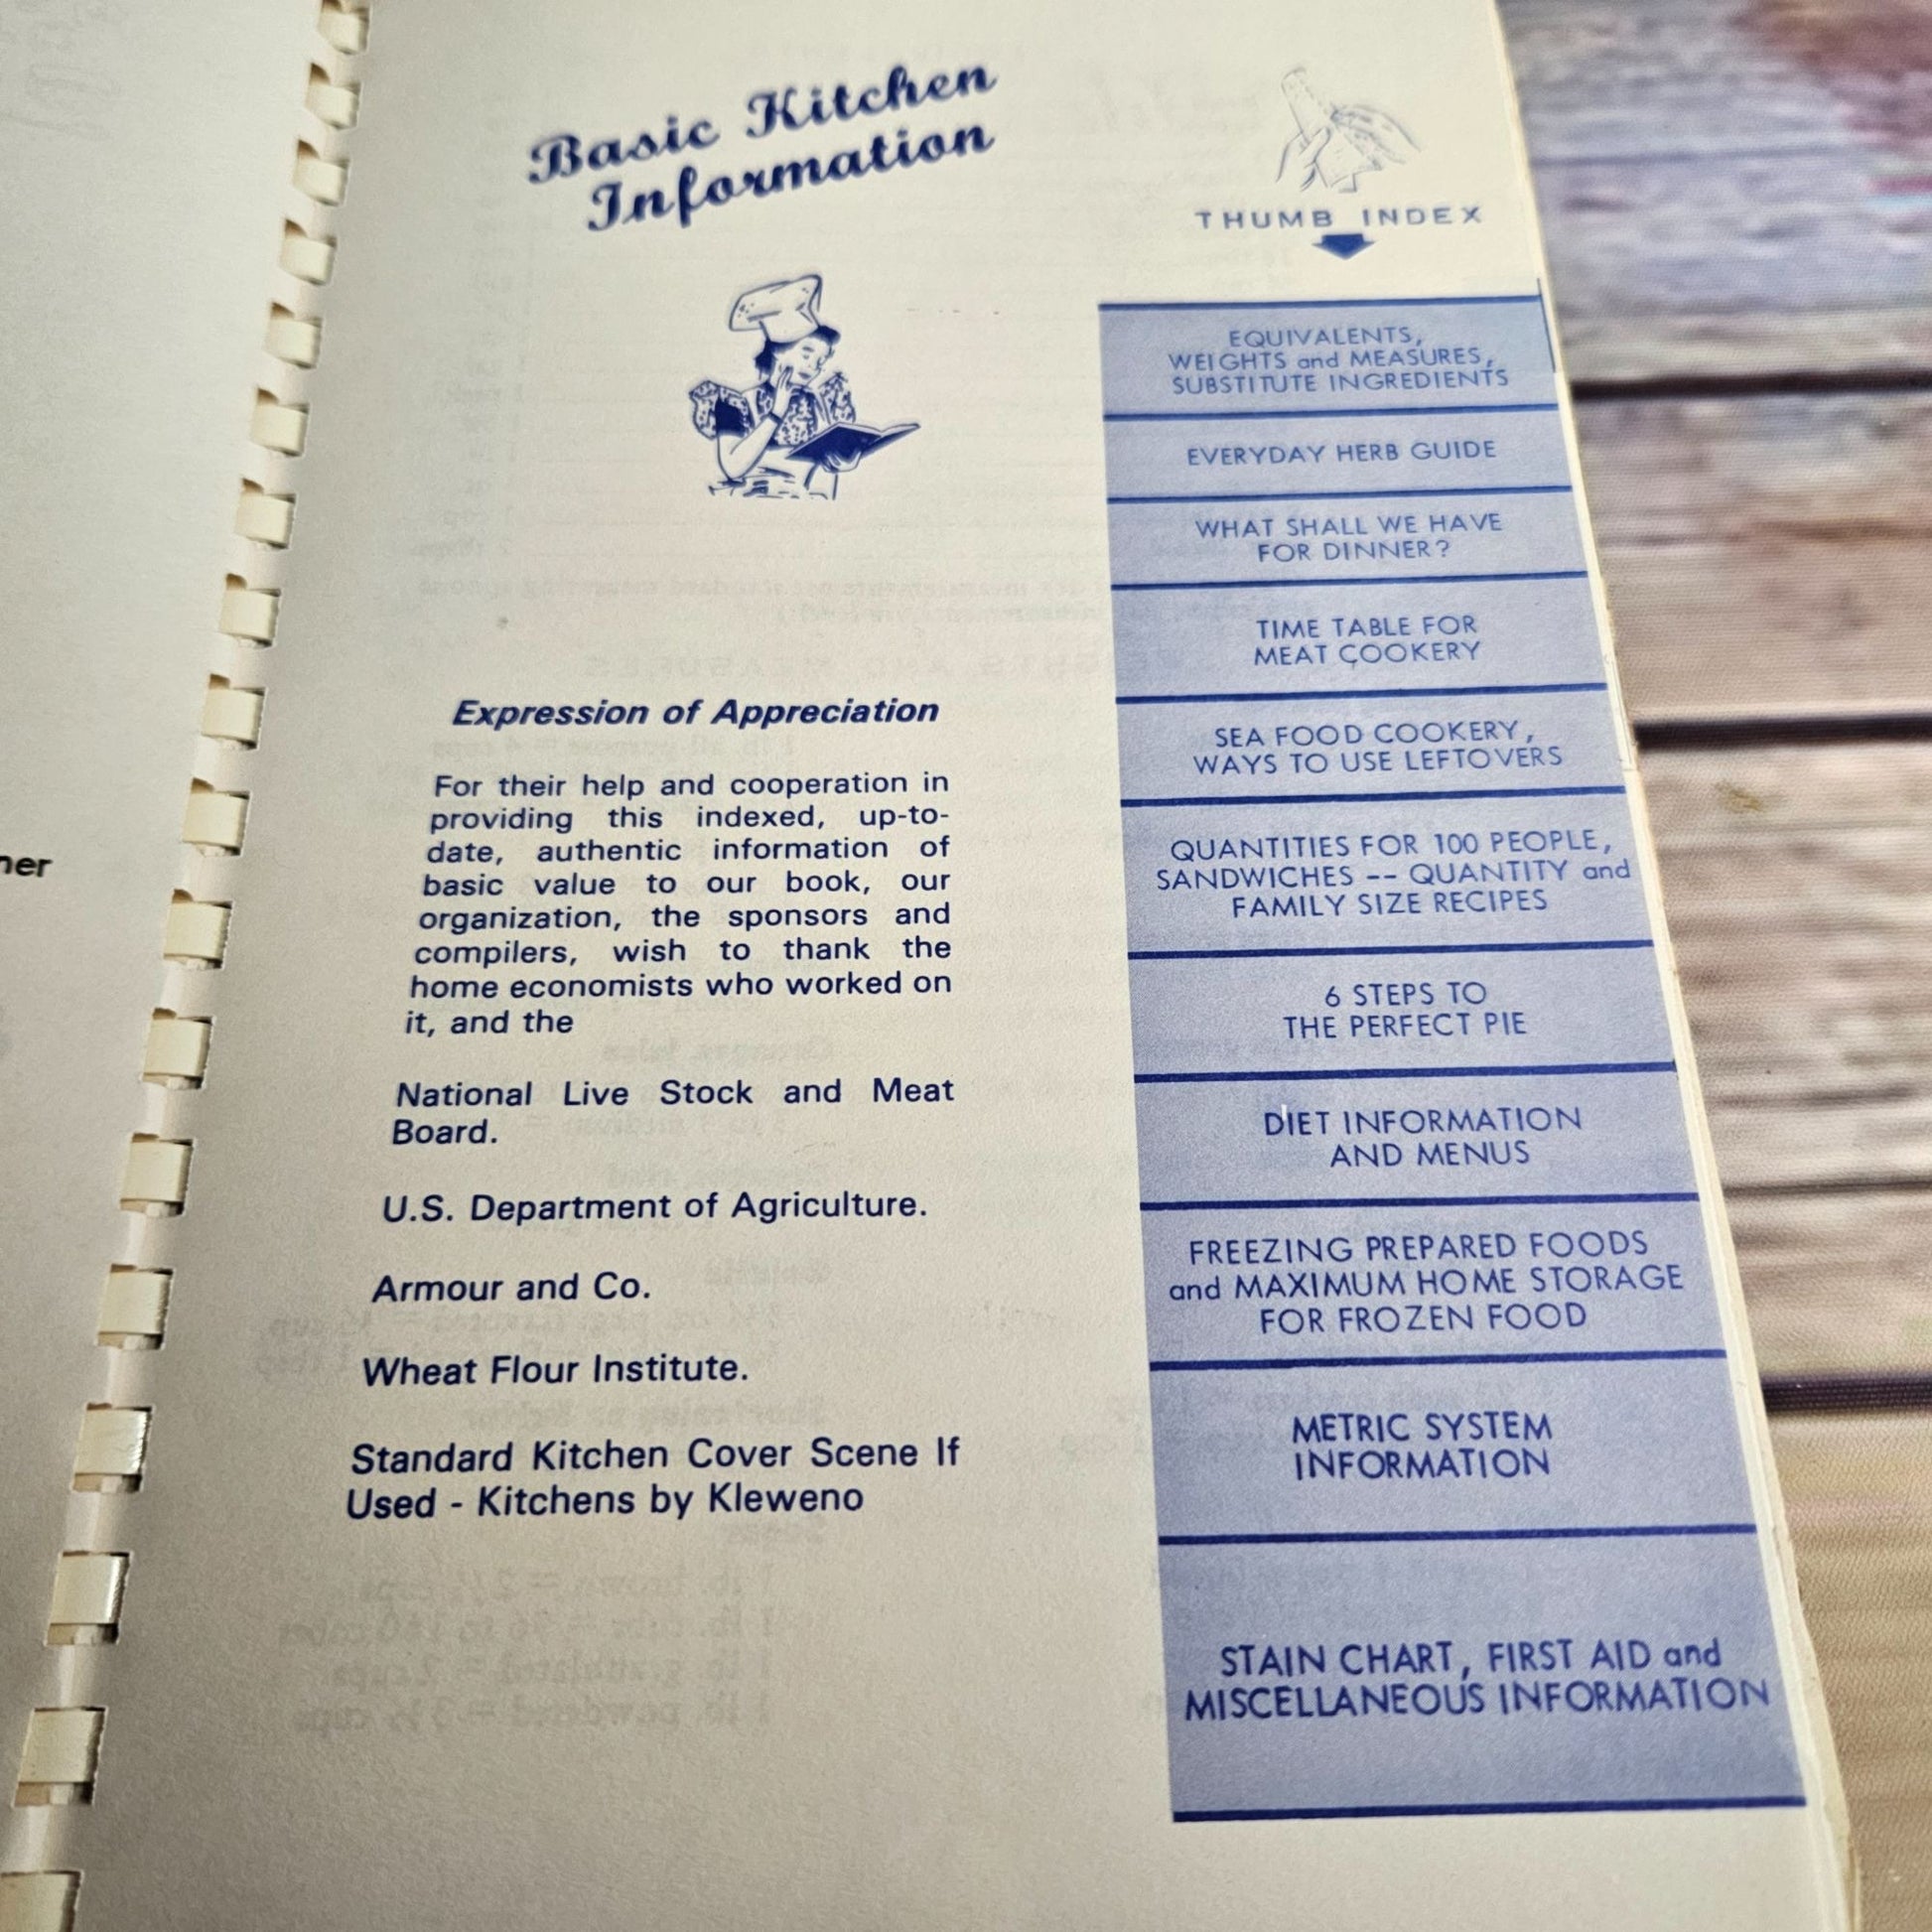 Basic Kitchen
Information
Expression of Appreciation
For their help and cooperation in
providing this indexed, up-to-
date, authentic information of
basic value to our book, our
organization, the sponsors and
compilers, wish to thank the
home economists who worked on
it, and the
National Live Stock and Meat
Board.
U.S. Department of Agriculture.
Armour and Co.
Wheat Flour Institute.
Standard Kitchen Cover Scene If
Used - Kitchens by Kleweno
THUMB INDEX
EQUIVALENTS,
WEIGHTS and MEASURES,
SUBSTITUTE INGREDIENTS
EVERYDAY HERB GUIDE
WHAT SHALL WE HAVE
FOR DINNER?
TIME TABLE FOR
MEAT COOKERY
SEA FOOD COOKERY,
WAYS TO USE LEFTOVERS
QUANTITIES FOR 100 PEOPLE,
SANDWICHES -- QUANTITY and
FAMILY SIZE RECIPES
6 STEPS TO
THE PERFECT PIE
DIET INFORMATION
AND MENUS
FREEZING PREPARED FOODS
and MAXIMUM HOME STORAGE
FOR FROZEN FOOD
METRIC SYSTEM
INFORMATION
STAIN CHART, FIRST AID and
MISCELLANEOUS INFORMATION